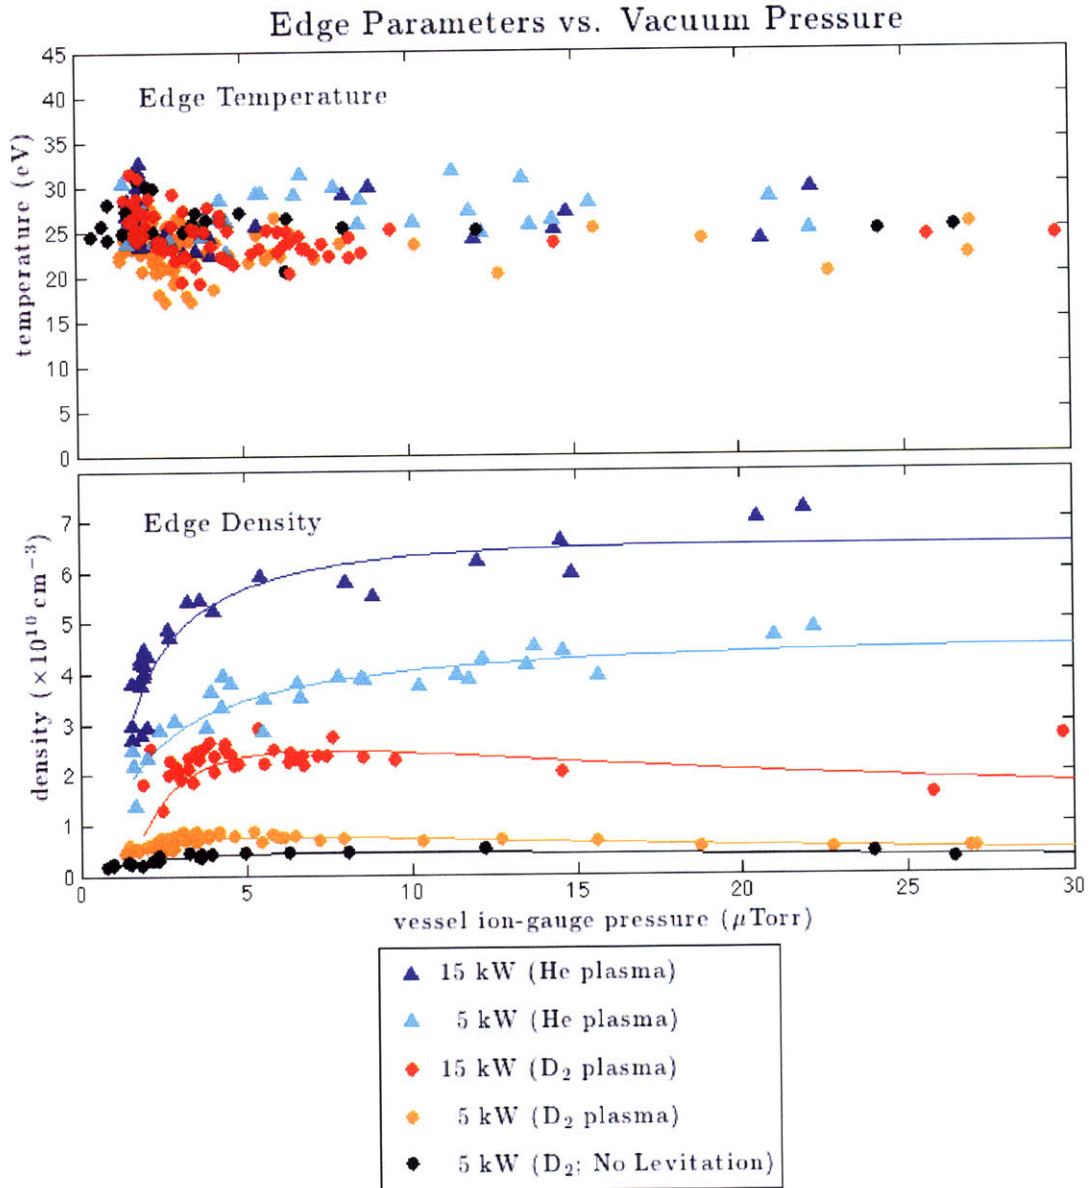 Edge Parameters vs. Vacuum Pressure
Edge Temperature
temperature (eV)
45
40
35
30
25
20
15
10
5
0
Edge Density
density (×10¹⁰ cm⁻³)
7
6
5
4
3
2
1
0
0 5 10 15 20 25 30
vessel ion-gauge pressure (μTorr)
15 kW (He plasma)
5 kW (He plasma)
15 kW (D₂ plasma)
5 kW (D₂ plasma)
5 kW (D₂; No Levitation)